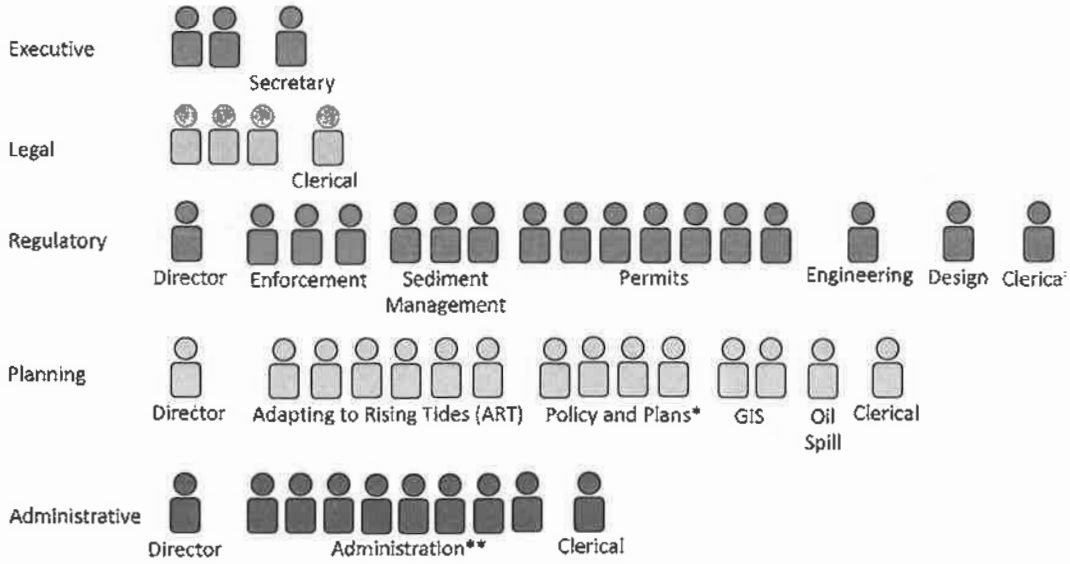 Executive
Secretary
Legal
Clerical
Regulatory
Director
Enforcement
Sediment
Management
Permits
Engineering
Design
Clerical
Planning
Director
Adapting to Rising Tides (ART)
Policy and Plans*
GIS
Oil
Spill
Clerical
Administrative
Director
Administration**
Clerical